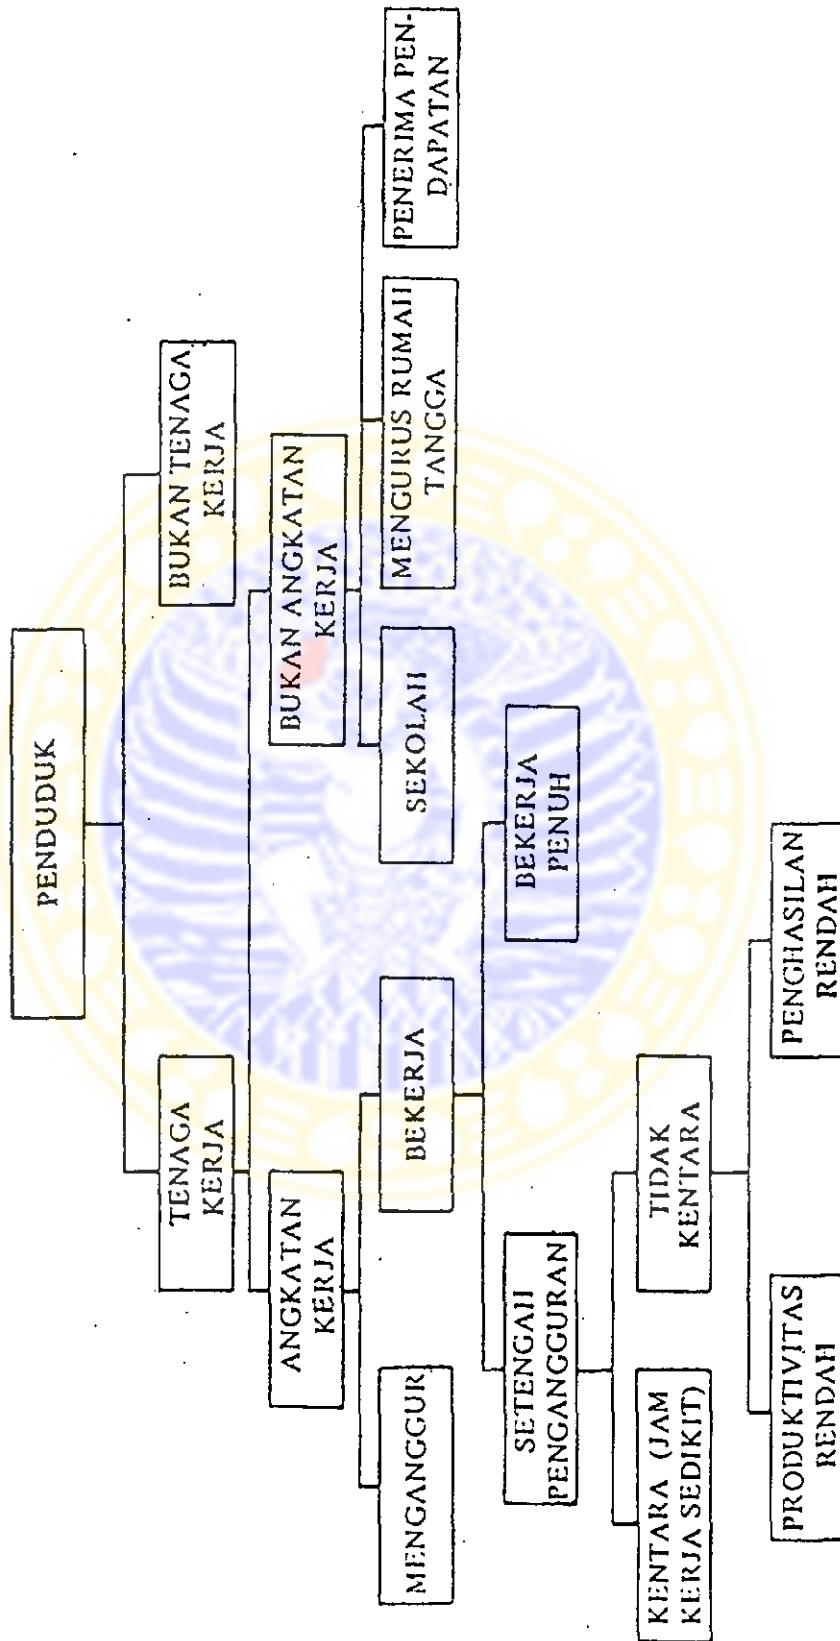 PENDUDUK
TENAGA
KERJA
BUKAN TENAGA
KERJA
ANGKATAN
KERJA
BUKAN ANGKATAN
KERJA
MENGANGGUR
BEKERJA
SEKOLAH
MENGURUS RUMAH
TANGGA
PENERIMA PEN-
DAPATAN
SETENGAH
PENGANGGURAN
BEKERJA
PENUH
KENTARA (JAM
KERJA SEDIKIT)
TIDAK
KENTARA
PRODUKTIVITAS
RENDAH
PENGHASILAN
RENDAH